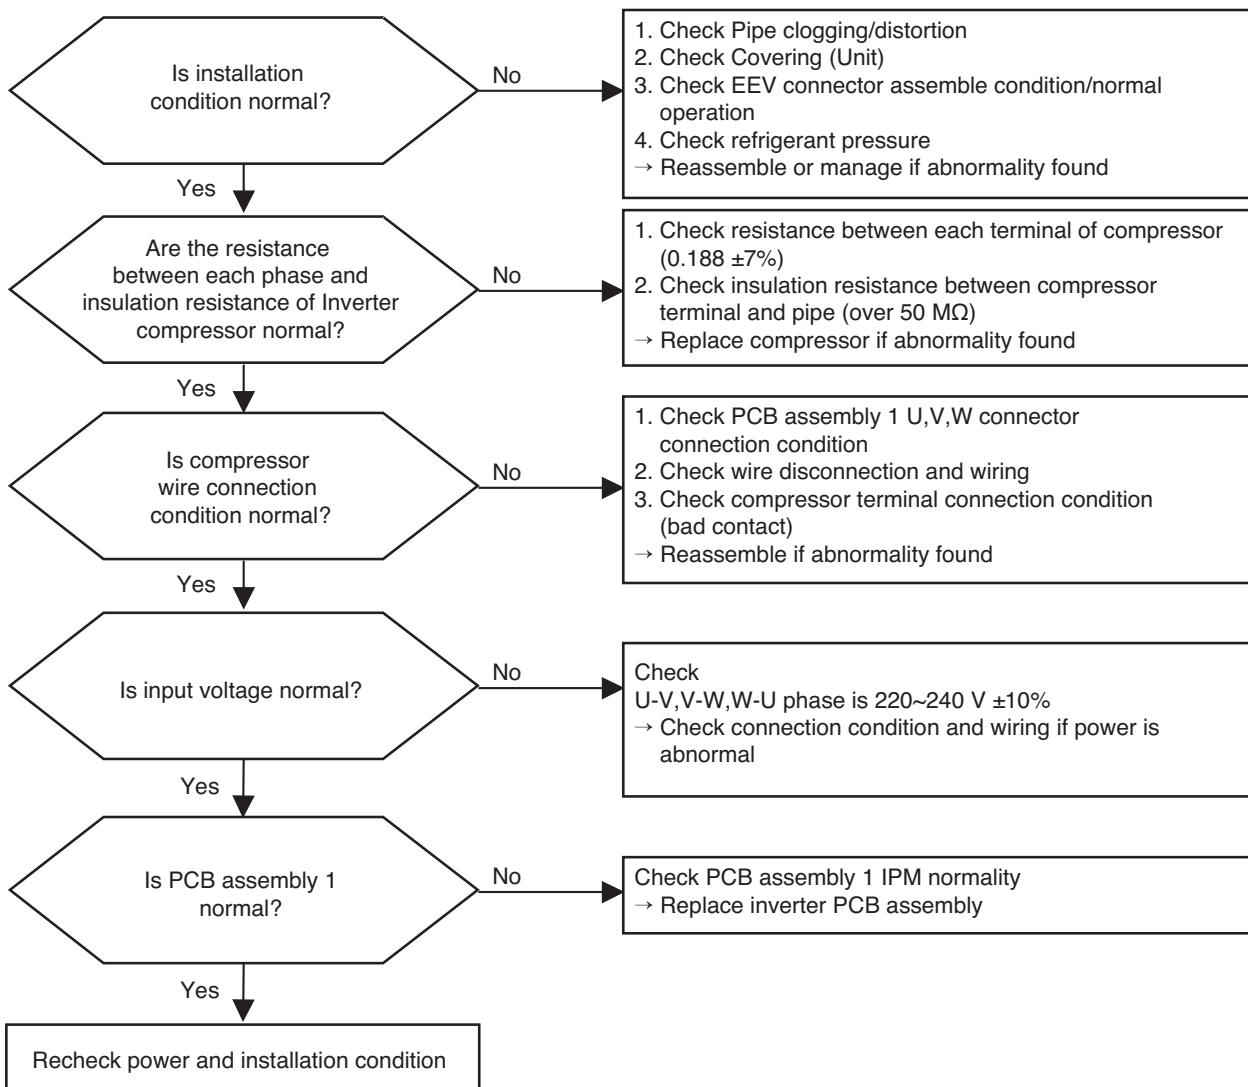 Is installation
condition normal?
No
1. Check Pipe clogging/distortion
2. Check Covering (Unit)
3. Check EEV connector assemble condition/normal
operation
4. Check refrigerant pressure
→ Reassemble or manage if abnormality found
Yes
Are the resistance
between each phase and
insulation resistance of Inverter
compressor normal?
No
1. Check resistance between each terminal of compressor
(0.188 ±7%)
2. Check insulation resistance between compressor
terminal and pipe (over 50 MΩ)
→ Replace compressor if abnormality found
Yes
Is compressor
wire connection
condition normal?
No
1. Check PCB assembly 1 U,V,W connector
connection condition
2. Check wire disconnection and wiring
3. Check compressor terminal connection condition
(bad contact)
→ Reassemble if abnormality found
Yes
Is input voltage normal?
No
Check
U-V,V-W,W-U phase is 220~240 V ±10%
→ Check connection condition and wiring if power is
abnormal
Yes
Is PCB assembly 1
normal?
No
Check PCB assembly 1 IPM normality
→ Replace inverter PCB assembly
Yes
Recheck power and installation condition